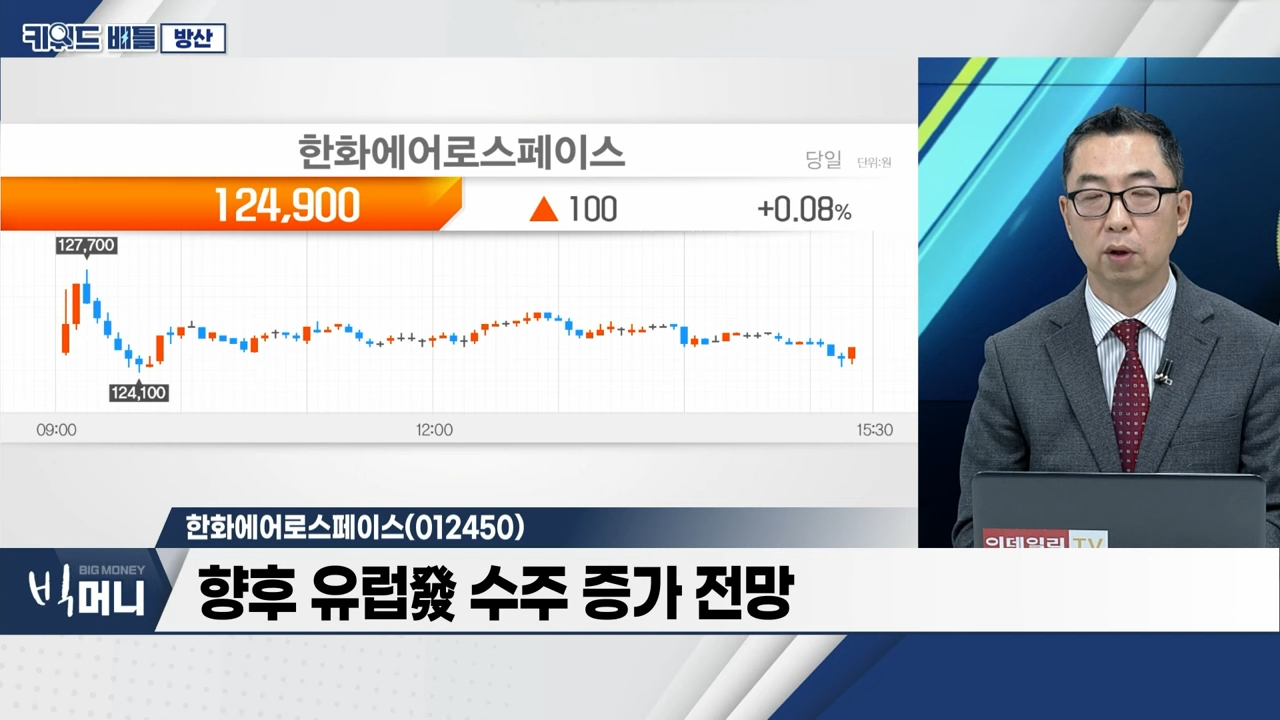 키워드 배틀 방산
한화에어로스페이스
당일 단위:원
124,900 ▲ 100 +0.08%
127,700
124,100
09:00 12:00 15:30
한화에어로스페이스(012450)
이데일리 TV
BIG MONEY
빅머니
향후 유럽發 수주 증가 전망